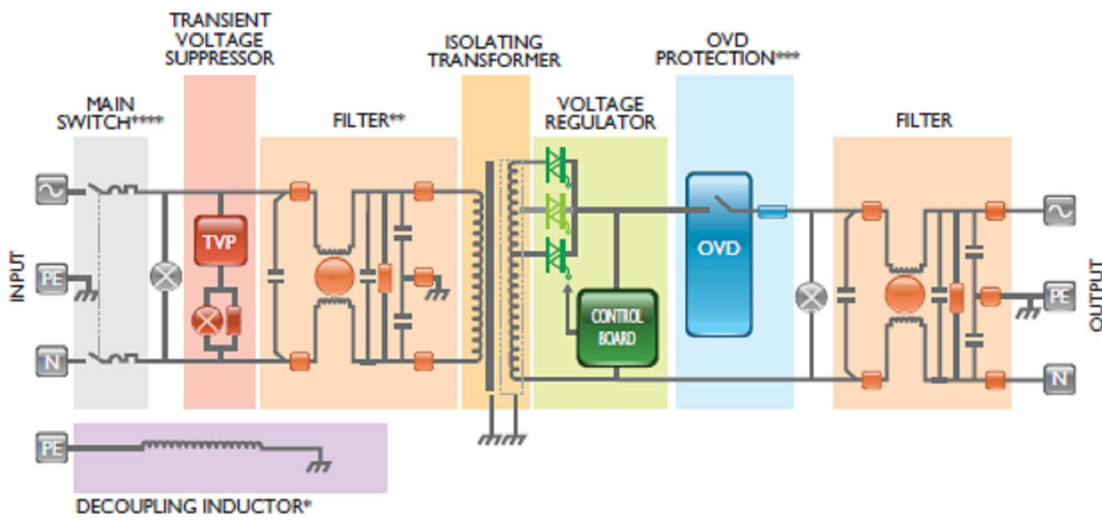 TRANSIENT
VOLTAGE
SUPPRESSOR
ISOLATING
TRANSFORMER
OVD
PROTECTION***
MAIN
SWITCH****
FILTER**
VOLTAGE
REGULATOR
FILTER
INPUT
PE
N
TVP
CONTROL
BOARD
OVD
PE
N
OUTPUT
PE
DECOUPLING INDUCTOR*